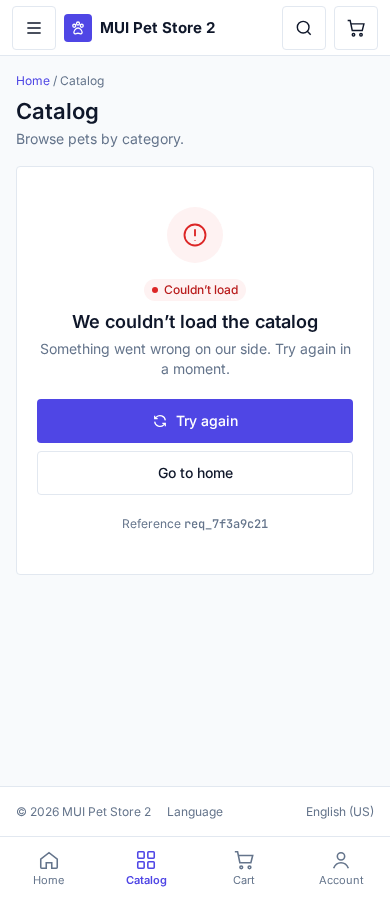 MUI Pet Store 2
Home / Catalog
Catalog
Browse pets by category.
Couldn’t load
We couldn’t load the catalog
Something went wrong on our side. Try again in
a moment.
Try again
Go to home
Reference req_7f3a9c21
© 2026 MUI Pet Store 2 Language English (US)
Home Catalog Cart Account